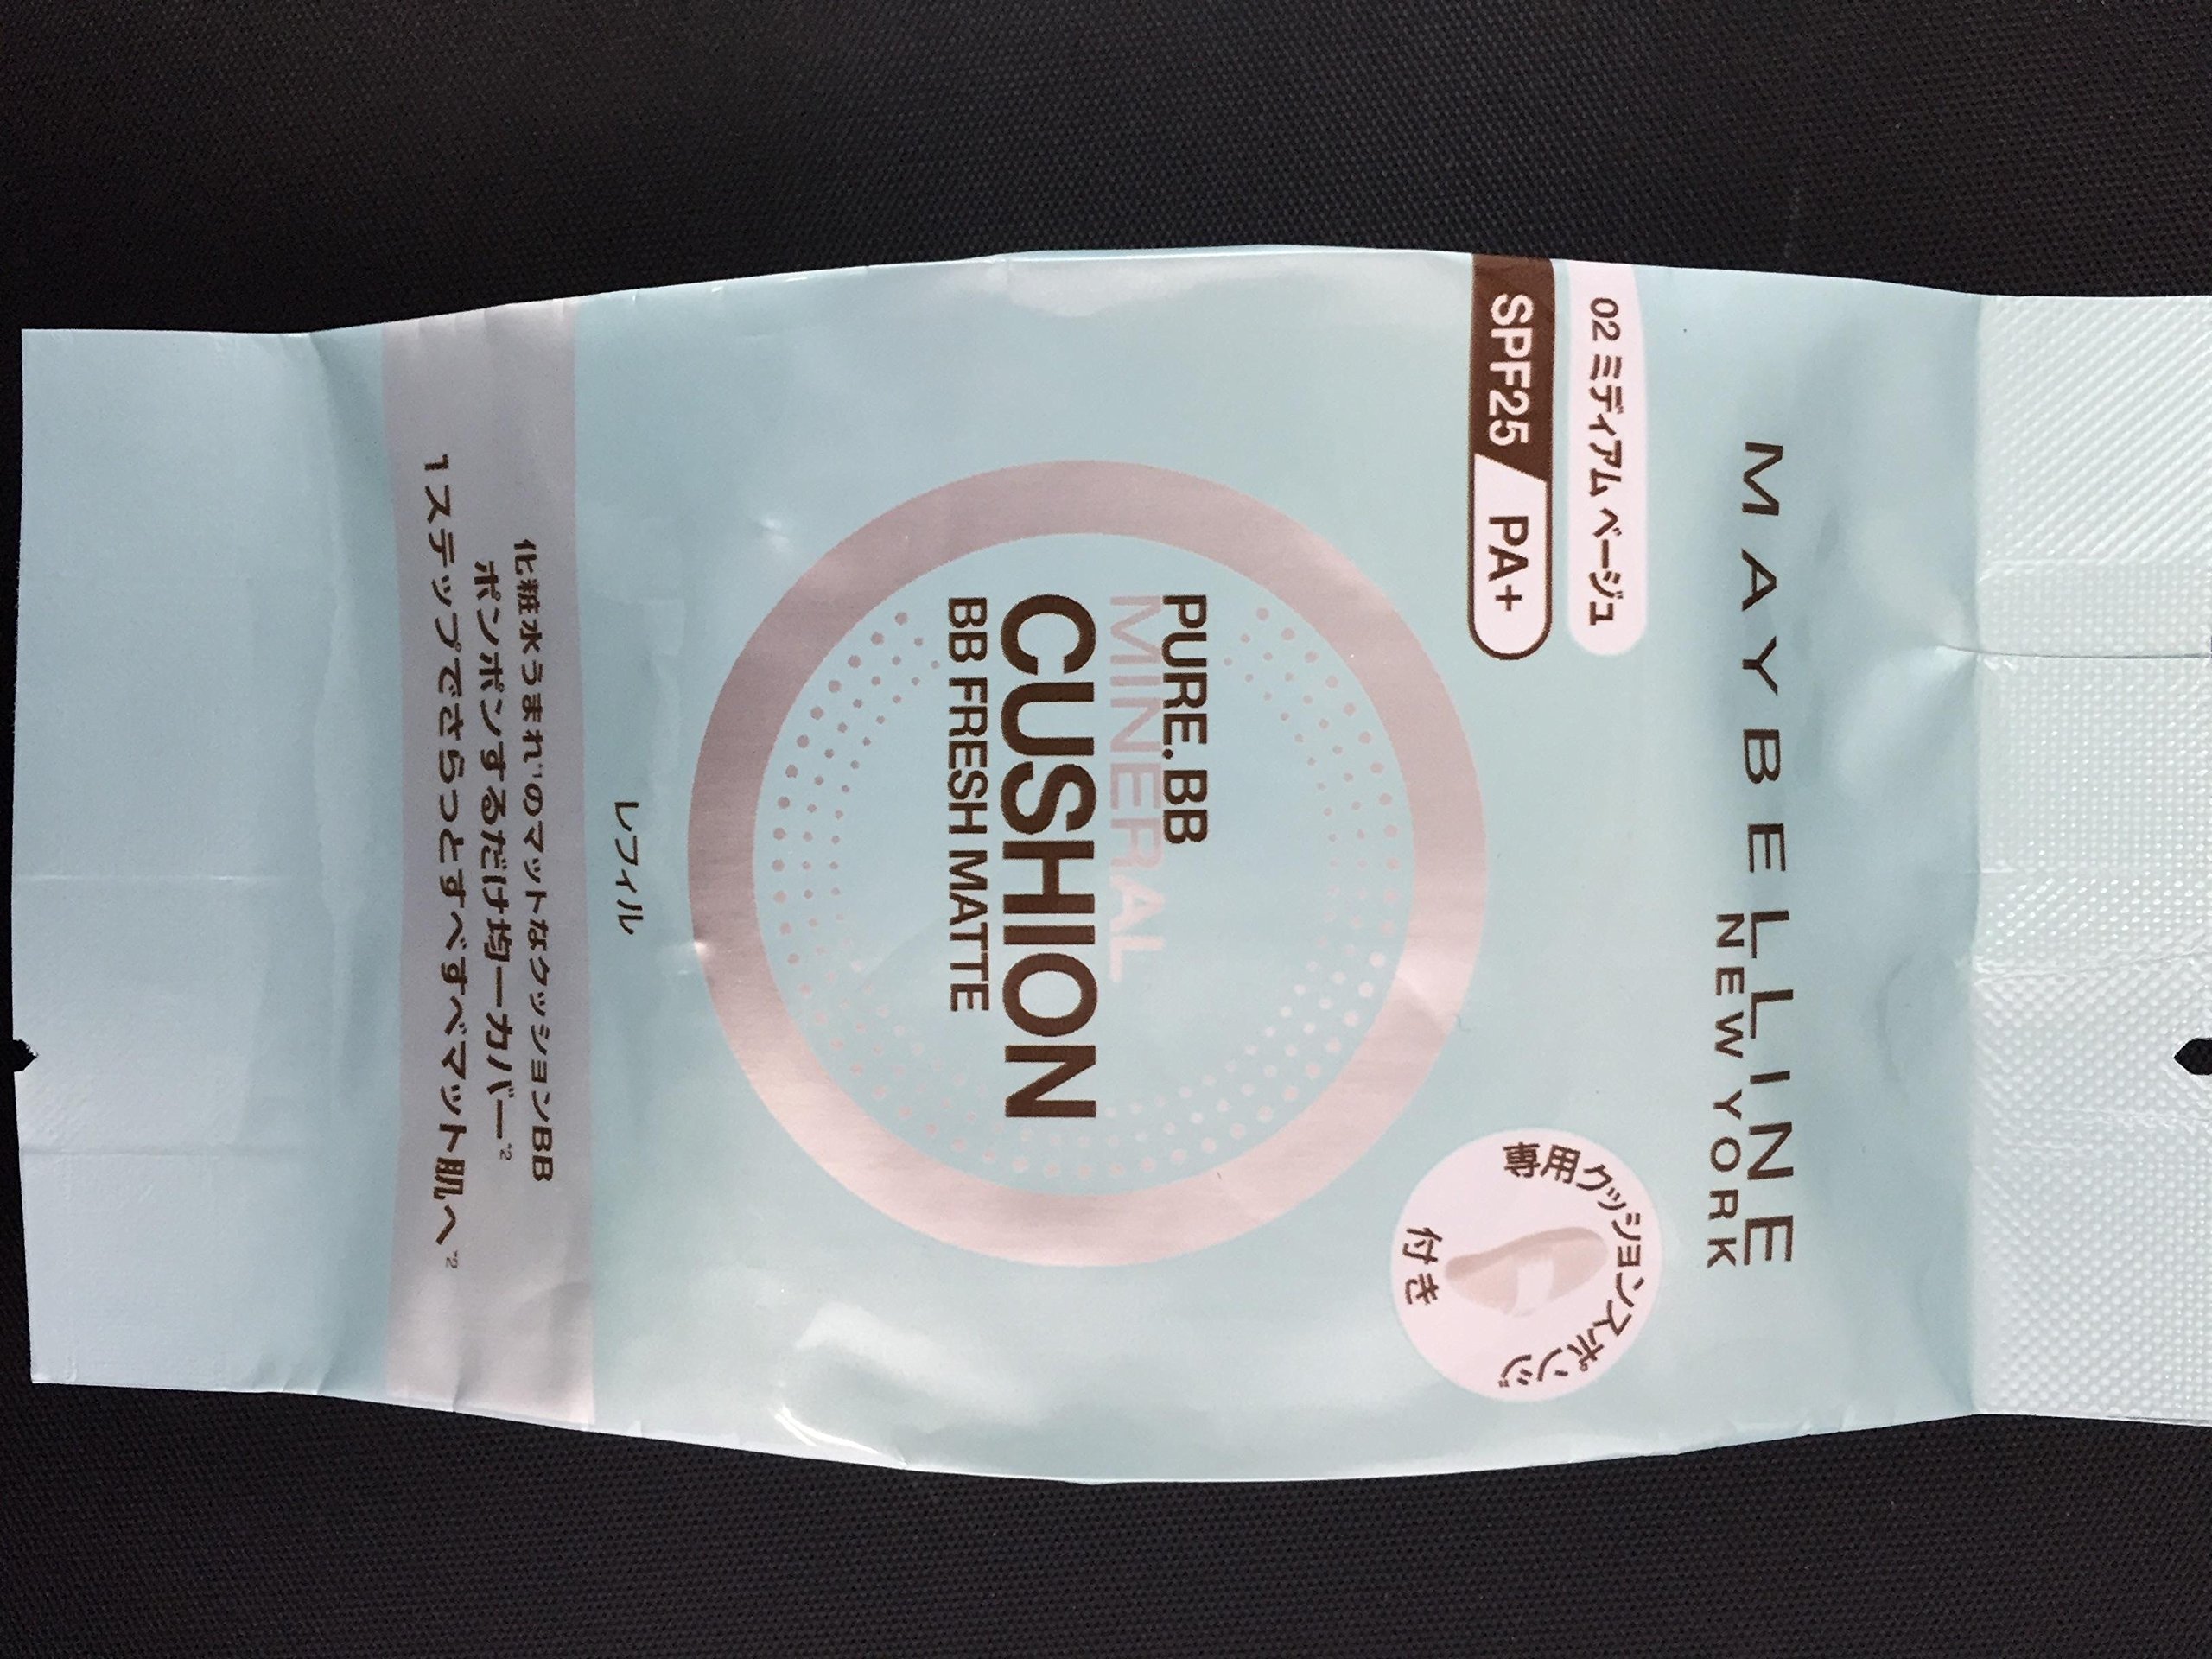 MAYBELLINE
NEW YORK
02 ミディアム ベージュ
SPF25 PA+
専用クッションスポンジ
付き
PURE.BB
MINERAL
CUSHION
BB FRESH MATTE
レフィル
化粧水うまれ*¹のマットなクッションBB
ポンポンするだけ均一カバー*²
1ステップでさらっとすべすべマット肌へ*²